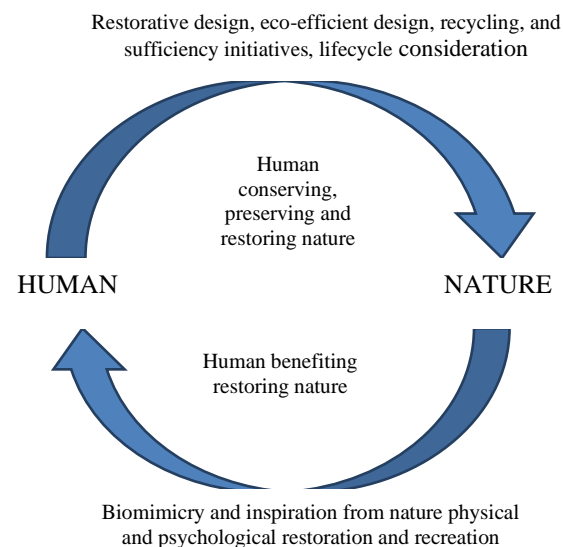 Restorative design, eco-efficient design, recycling, and
sufficiency initiatives, lifecycle consideration
Human
conserving,
preserving and
restoring nature
HUMAN
NATURE
Human benefiting
restoring nature
Biomimicry and inspiration from nature physical
and psychological restoration and recreation